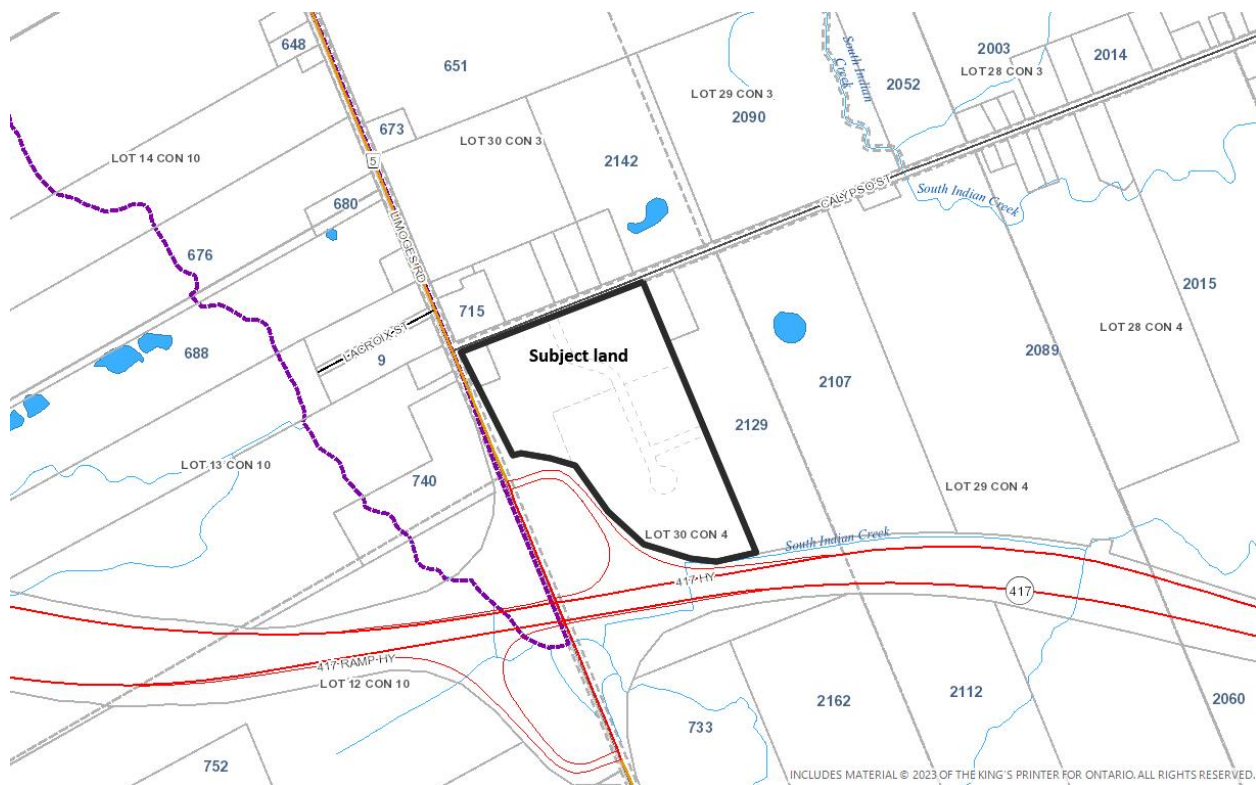 648
651
LOT 29 CON 3
2090
South Indian
Creek
2052
2003
LOT 28 CON 3
2014
673
LOT 30 CON 3
2142
LOT 14 CON 10
5
680
LIMOGES RD
CALYPSO ST
South Indian Creek
676
2015
715
LACROIX ST
9
688
Subject land
2107
2089
LOT 28 CON 4
2129
LOT 13 CON 10
740
LOT 29 CON 4
LOT 30 CON 4
South Indian Creek
417 HY
417
417 RAMP HY
LOT 12 CON 10
733
2162
2112
2060
752
INCLUDES MATERIAL © 2023 OF THE KING'S PRINTER FOR ONTARIO. ALL RIGHTS RESERVED.